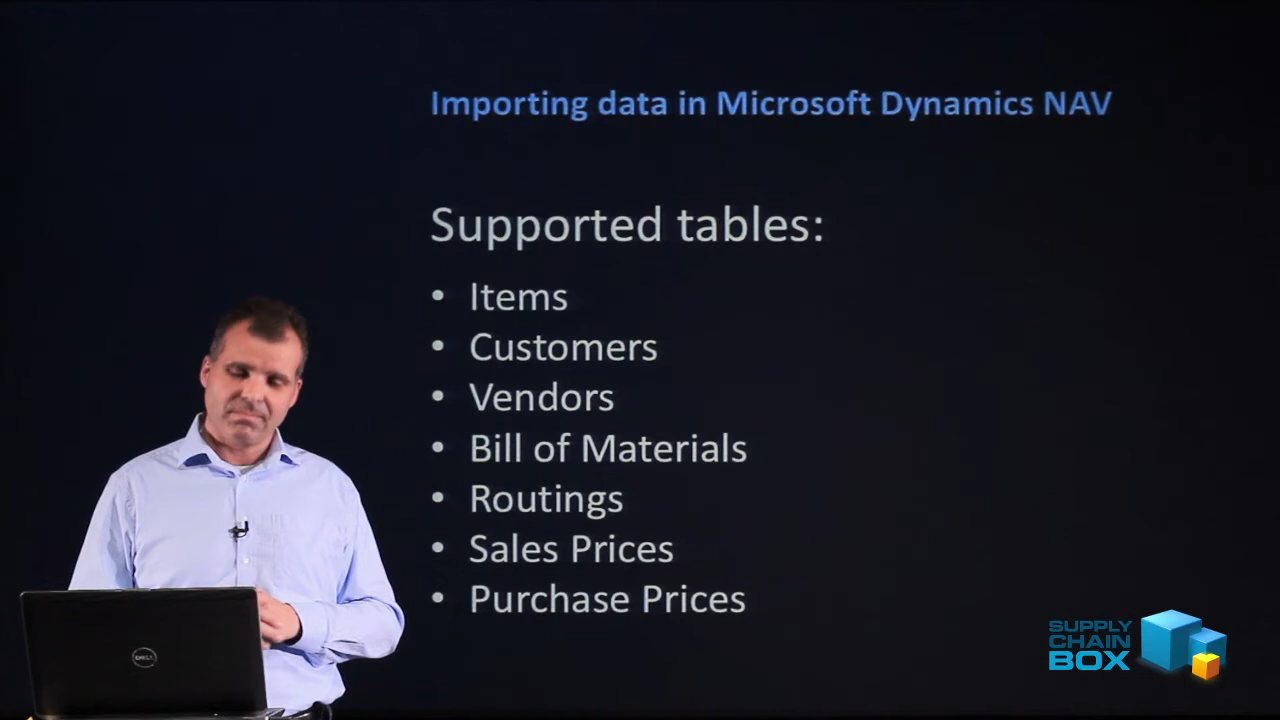 Importing data in Microsoft Dynamics NAV
Supported tables:
• Items
• Customers
• Vendors
• Bill of Materials
• Routings
• Sales Prices
• Purchase Prices
SUPPLY
CHAIN
BOX
DELL